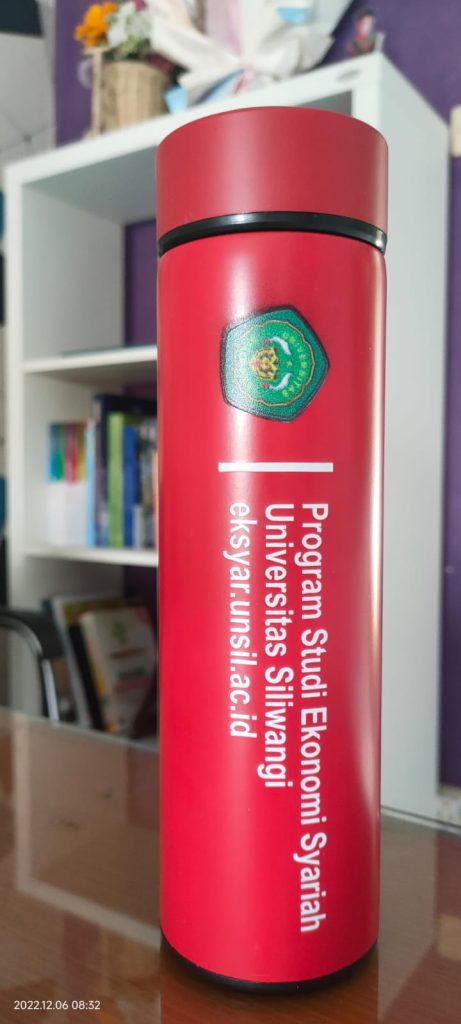 Program Studi Ekonomi Syariah
Universitas Siliwangi
eksyar.unsil.ac.id
2022.12.06 08:32